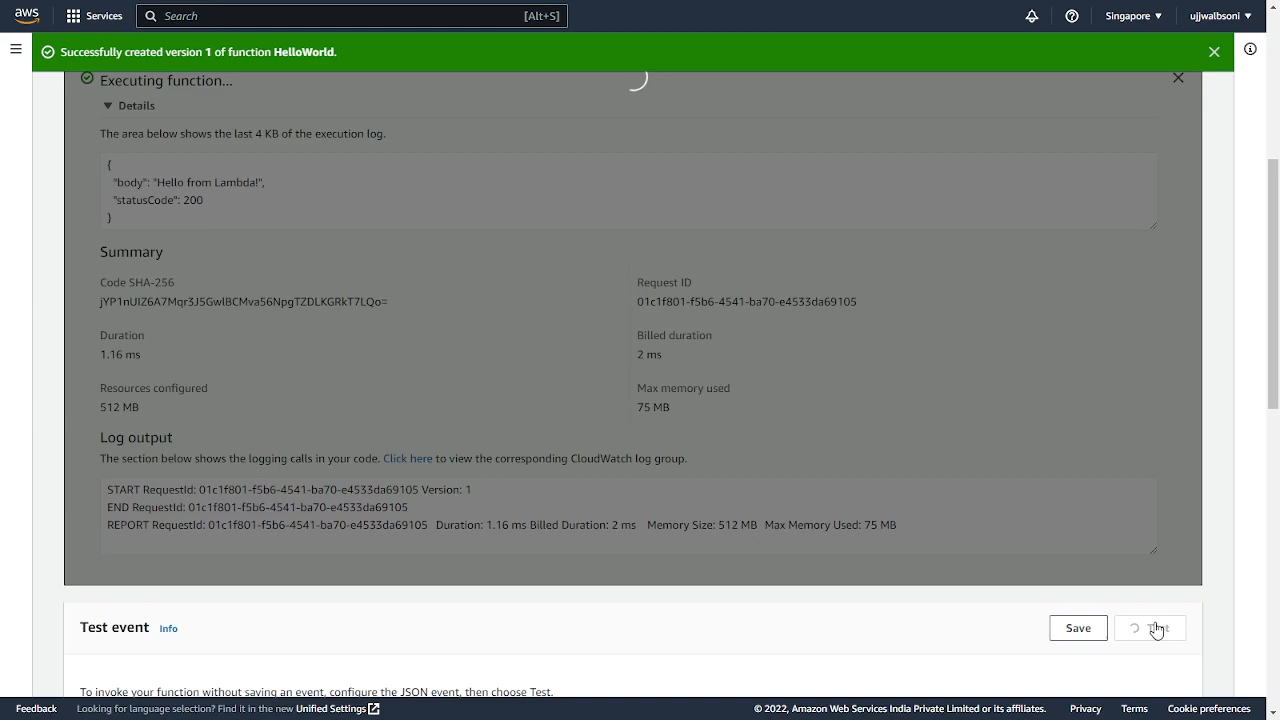 aws Services Search [Alt+S] Singapore ▼ ujjwalbsoni ▼
Successfully created version 1 of function HelloWorld.
Executing function...
▼ Details
The area below shows the last 4 KB of the execution log.
{
"body": "Hello from Lambda!",
"statusCode": 200
}
Summary
Code SHA-256 Request ID
jYP1nUIZ6A7Mqr3J5GwlBCMva56NpgTZDLKGRkT7LQo= 01c1f801-f5b6-4541-ba70-e4533da69105
Duration Billed duration
1.16 ms 2 ms
Resources configured Max memory used
512 MB 75 MB
Log output
The section below shows the logging calls in your code. Click here to view the corresponding CloudWatch log group.
START RequestId: 01c1f801-f5b6-4541-ba70-e4533da69105 Version: 1
END RequestId: 01c1f801-f5b6-4541-ba70-e4533da69105
REPORT RequestId: 01c1f801-f5b6-4541-ba70-e4533da69105 Duration: 1.16 ms Billed Duration: 2 ms Memory Size: 512 MB Max Memory Used: 75 MB
Test event Info Save Test
To invoke your function without saving an event, configure the JSON event, then choose Test.
Feedback Looking for language selection? Find it in the new Unified Settings © 2022, Amazon Web Services India Private Limited or its affiliates. Privacy Terms Cookie preferences